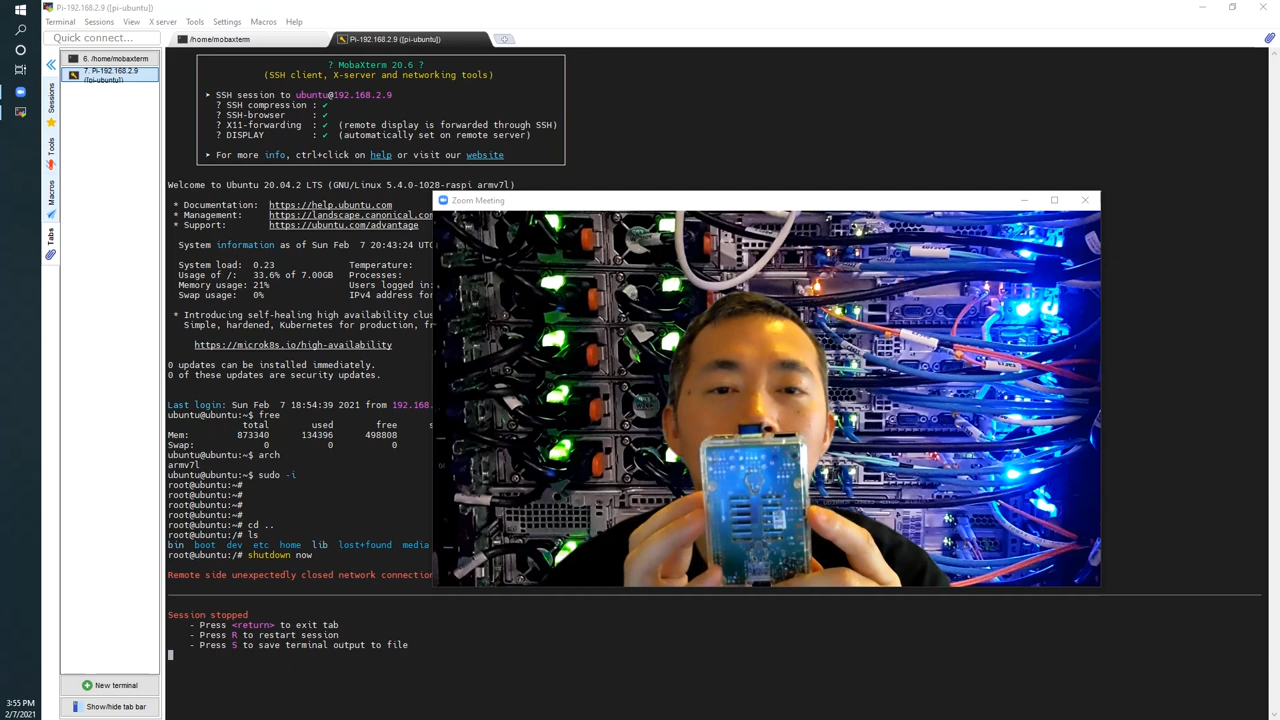 Pi-192.168.2.9 ([pi-ubuntu])
Terminal Sessions View X server Tools Settings Macros Help
Quick connect...
/home/mobaxterm
Pi-192.168.2.9 ([pi-ubuntu])
6. /home/mobaxterm
7. Pi-192.168.2.9
([pi-ubuntu])
Sessions
Tools
Macros
Tabs
? MobaXterm 20.6 ?
(SSH client, X-server and networking tools)
➤ SSH session to ubuntu@192.168.2.9
? SSH compression : ✔
? SSH-browser : ✔
? X11-forwarding : ✔ (remote display is forwarded through SSH)
? DISPLAY : ✔ (automatically set on remote server)
➤ For more info, ctrl+click on help or visit our website
Welcome to Ubuntu 20.04.2 LTS (GNU/Linux 5.4.0-1028-raspi armv7l)
* Documentation: https://help.ubuntu.com
* Management: https://landscape.canonical.com
* Support: https://ubuntu.com/advantage
System information as of Sun Feb 7 20:43:24 UTC
System load: 0.23 Temperature:
Usage of /: 33.6% of 7.00GB Processes:
Memory usage: 21% Users logged in:
Swap usage: 0% IPv4 address for
* Introducing self-healing high availability clus
Simple, hardened, Kubernetes for production, fr
https://microk8s.io/high-availability
0 updates can be installed immediately.
0 of these updates are security updates.
Last login: Sun Feb 7 18:54:39 2021 from 192.168.
ubuntu@ubuntu:~$ free
total used free s
Mem: 873340 134396 498808
Swap: 0 0 0
ubuntu@ubuntu:~$ arch
armv7l
ubuntu@ubuntu:~$ sudo -i
root@ubuntu:~#
root@ubuntu:~#
root@ubuntu:~#
root@ubuntu:~# cd ..
root@ubuntu:/# ls
bin boot dev etc home lib lost+found media
root@ubuntu:/# shutdown now
Remote side unexpectedly closed network connection
Session stopped
- Press <return> to exit tab
- Press R to restart session
- Press S to save terminal output to file
Zoom Meeting
New terminal
Show/hide tab bar
3:55 PM
2/7/2021